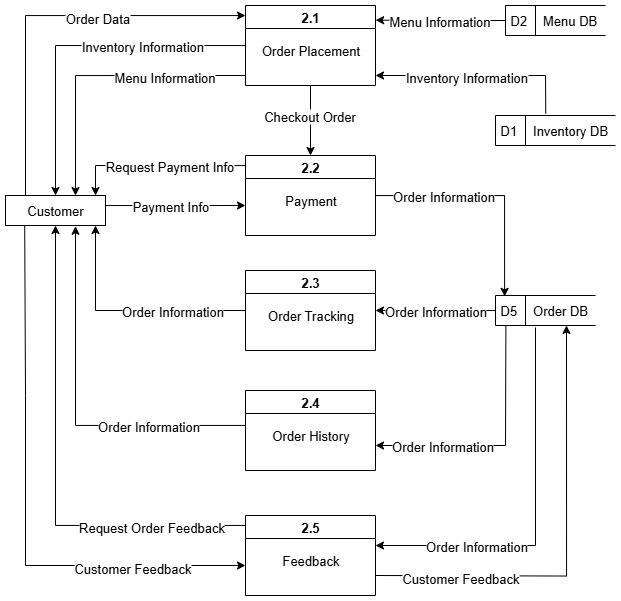 Order Data
2.1
Menu Information
D2
Menu DB
Inventory Information
Order Placement
Menu Information
Inventory Information
Checkout Order
D1
Inventory DB
Request Payment Info
2.2
Customer
Payment Info
Payment
Order Information
2.3
Order Information
Order Tracking
Order Information
D5
Order DB
2.4
Order Information
Order History
Order Information
Request Order Feedback
2.5
Order Information
Customer Feedback
Feedback
Customer Feedback